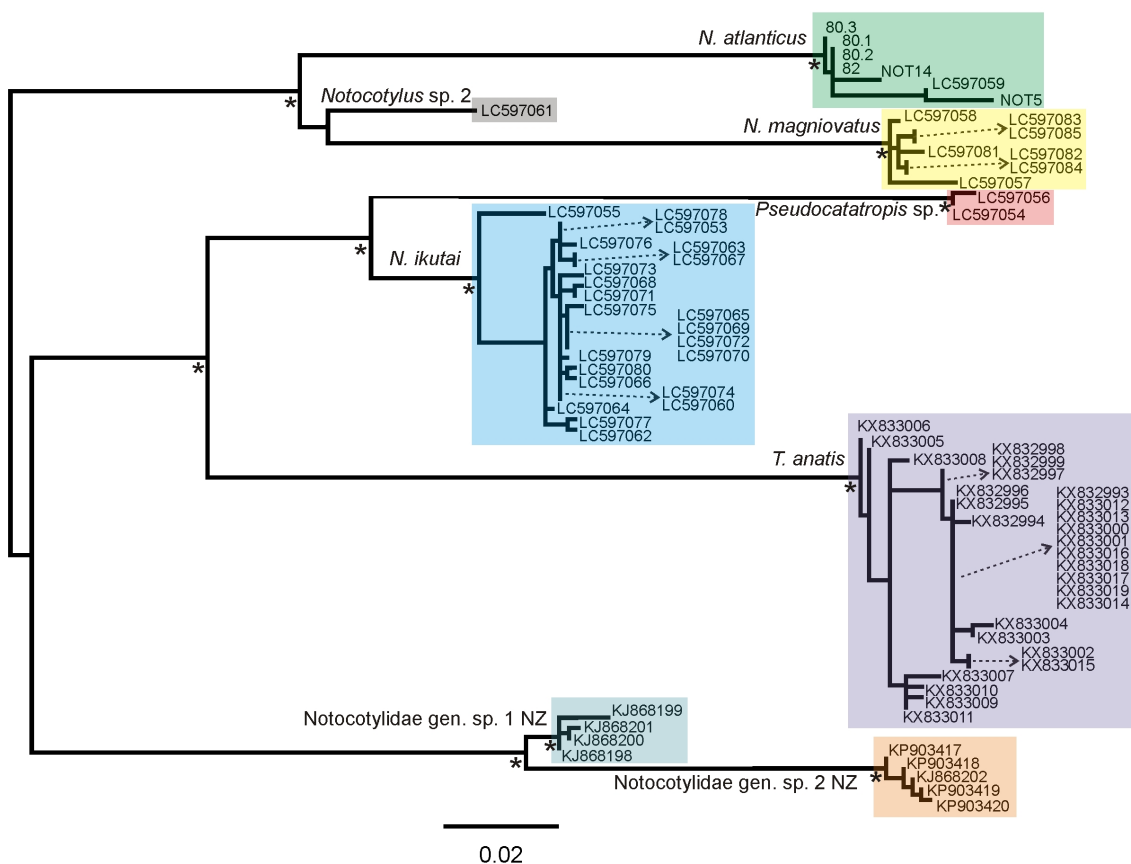 80.3
80.1
80.2
82
N. atlanticus
NOT14
LC597059
NOT5
Notocotylus sp. 2
LC597061
N. magniovatus
LC597058
LC597083
LC597085
LC597081
LC597082
LC597084
LC597057
Pseudocatatropis sp.
LC597056
LC597054
N. ikutai
LC597055
LC597078
LC597053
LC597076
LC597063
LC597067
LC597073
LC597068
LC597071
LC597075
LC597065
LC597069
LC597072
LC597070
LC597079
LC597080
LC597066
LC597074
LC597060
LC597064
LC597077
LC597062
T. anatis
KX833006
KX833005
KX833008
KX832998
KX832999
KX832997
KX832996
KX832995
KX832994
KX832993
KX833012
KX833013
KX833000
KX833001
KX833016
KX833018
KX833017
KX833019
KX833014
KX833004
KX833003
KX833002
KX833015
KX833007
KX833010
KX833009
KX833011
Notocotylidae gen. sp. 1 NZ
KJ868199
KJ868201
KJ868200
KJ868198
Notocotylidae gen. sp. 2 NZ
KP903417
KP903418
KJ868202
KP903419
KP903420
0.02